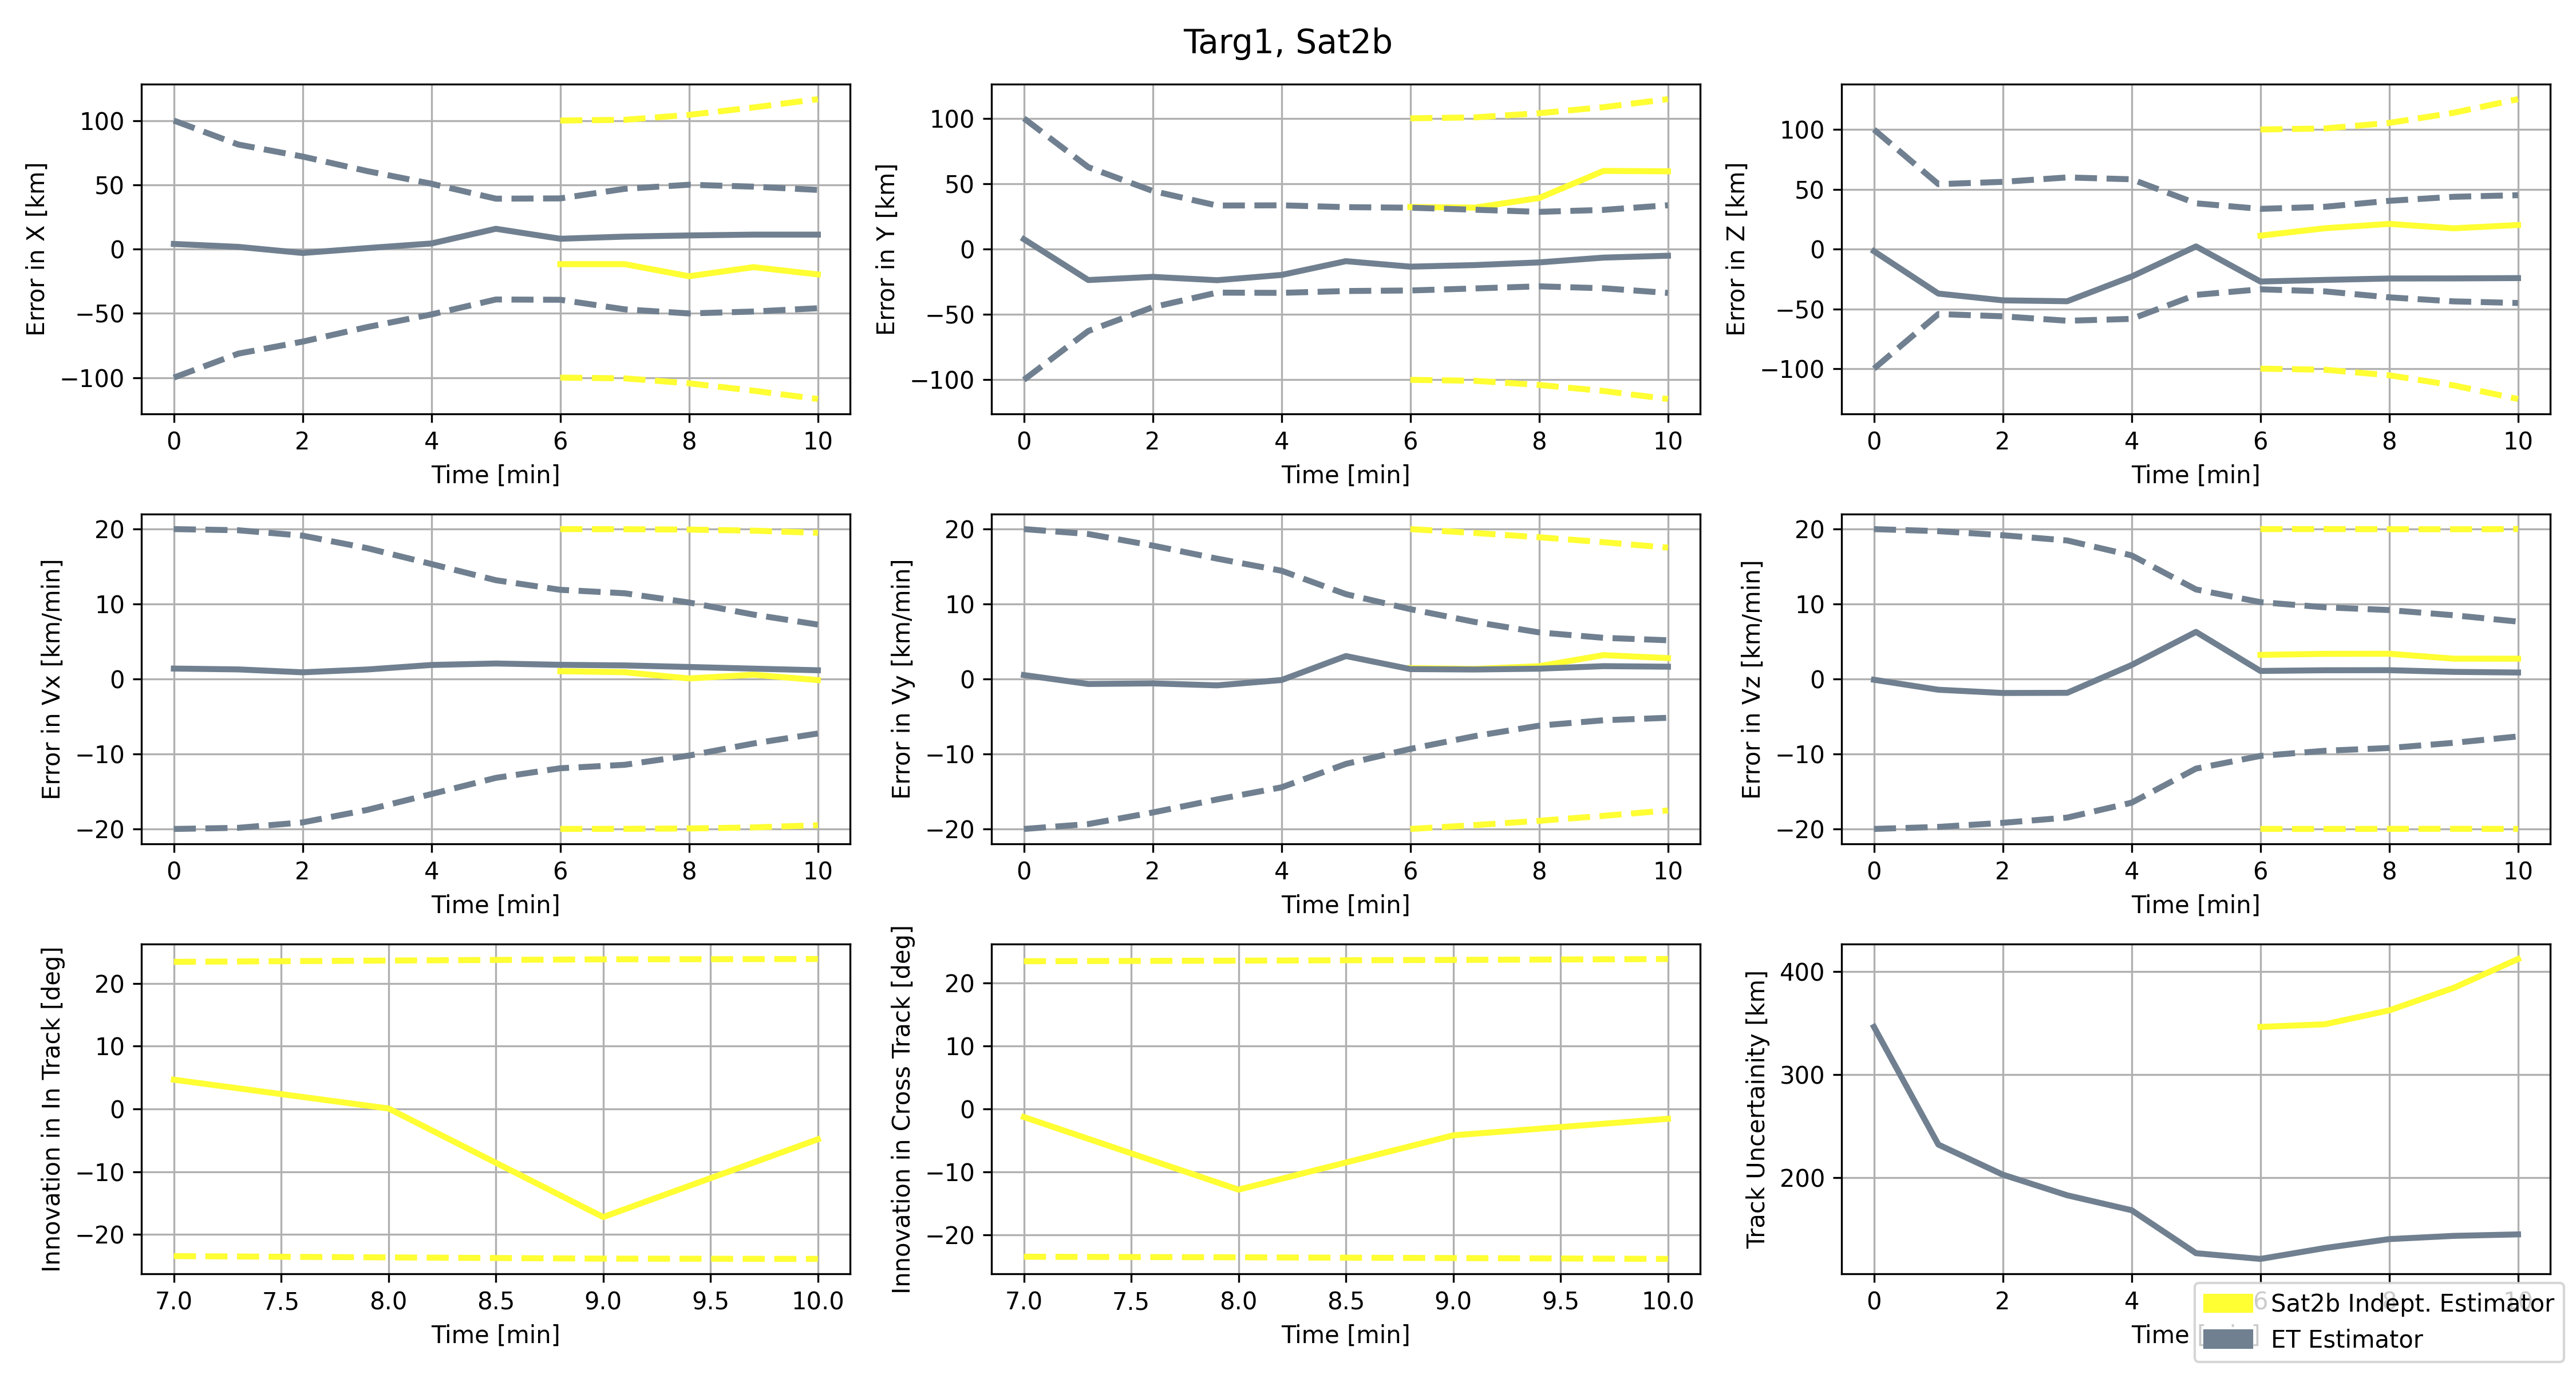 Targ1, Sat2b
Error in X [km]
100
50
0
−50
−100
0 2 4 6 8 10
Time [min]
Error in Y [km]
100
50
0
−50
−100
0 2 4 6 8 10
Time [min]
Error in Z [km]
100
50
0
−50
−100
0 2 4 6 8 10
Time [min]
Error in Vx [km/min]
20
10
0
−10
−20
0 2 4 6 8 10
Time [min]
Error in Vy [km/min]
20
10
0
−10
−20
0 2 4 6 8 10
Time [min]
Error in Vz [km/min]
20
10
0
−10
−20
0 2 4 6 8 10
Time [min]
Innovation in In Track [deg]
20
10
0
−10
−20
7.0 7.5 8.0 8.5 9.0 9.5 10.0
Time [min]
Innovation in Cross Track [deg]
20
10
0
−10
−20
7.0 7.5 8.0 8.5 9.0 9.5 10.0
Time [min]
Track Uncertainity [km]
400
300
200
0 2 4 6 8 10
Time [min]
Sat2b Indept. Estimator
ET Estimator